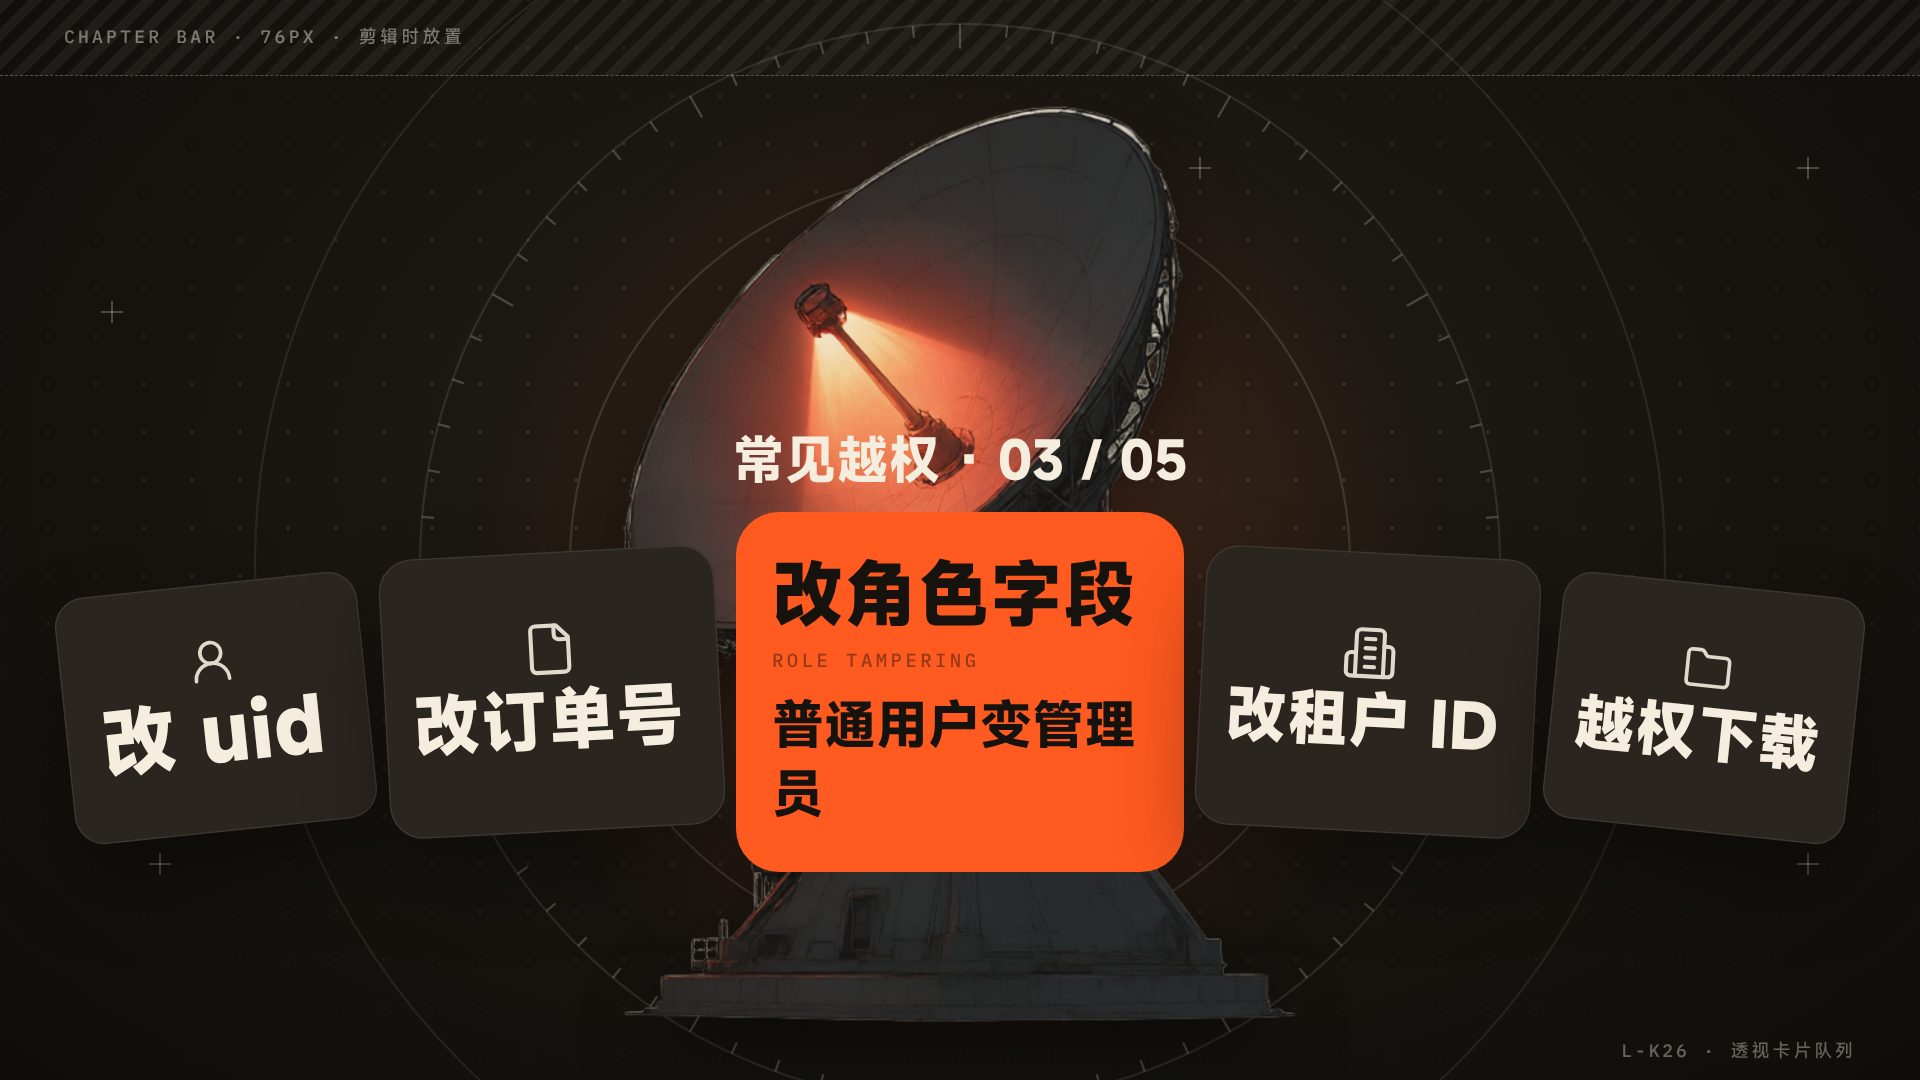 CHAPTER BAR · 76PX · 剪辑时放置
常见越权 · 03 / 05
改 uid
改订单号
改角色字段
ROLE TAMPERING
普通用户变管理
员
改租户 ID
越权下载
L-K26 · 透视卡片队列